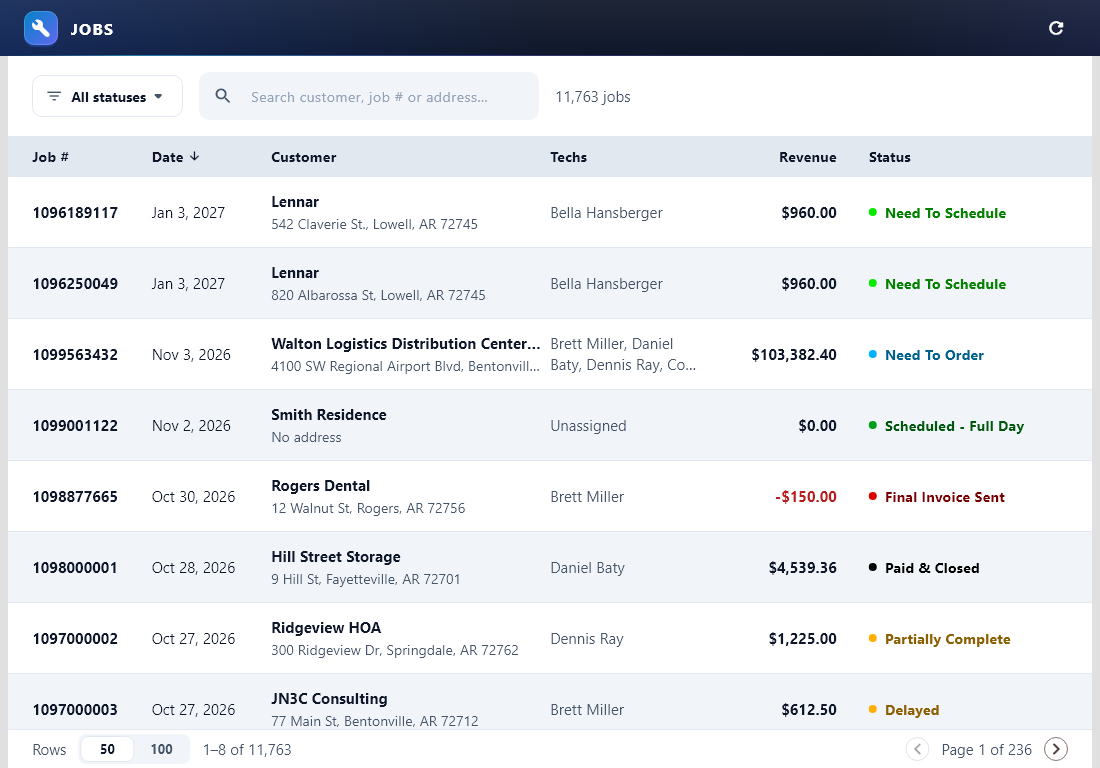 JOBS
All statuses
Search customer, job # or address...
11,763 jobs
Job # Date ↓ Customer Techs Revenue Status
1096189117 Jan 3, 2027 Lennar Bella Hansberger $960.00 Need To Schedule
542 Claverie St., Lowell, AR 72745
1096250049 Jan 3, 2027 Lennar Bella Hansberger $960.00 Need To Schedule
820 Albarossa St, Lowell, AR 72745
1099563432 Nov 3, 2026 Walton Logistics Distribution Center... Brett Miller, Daniel $103,382.40 Need To Order
4100 SW Regional Airport Blvd, Bentonvill... Baty, Dennis Ray, Co...
1099001122 Nov 2, 2026 Smith Residence Unassigned $0.00 Scheduled - Full Day
No address
1098877665 Oct 30, 2026 Rogers Dental Brett Miller -$150.00 Final Invoice Sent
12 Walnut St, Rogers, AR 72756
1098000001 Oct 28, 2026 Hill Street Storage Daniel Baty $4,539.36 Paid & Closed
9 Hill St, Fayetteville, AR 72701
1097000002 Oct 27, 2026 Ridgeview HOA Dennis Ray $1,225.00 Partially Complete
300 Ridgeview Dr, Springdale, AR 72762
1097000003 Oct 27, 2026 JN3C Consulting Brett Miller $612.50 Delayed
77 Main St, Bentonville, AR 72712
Rows 50 100 1–8 of 11,763 Page 1 of 236